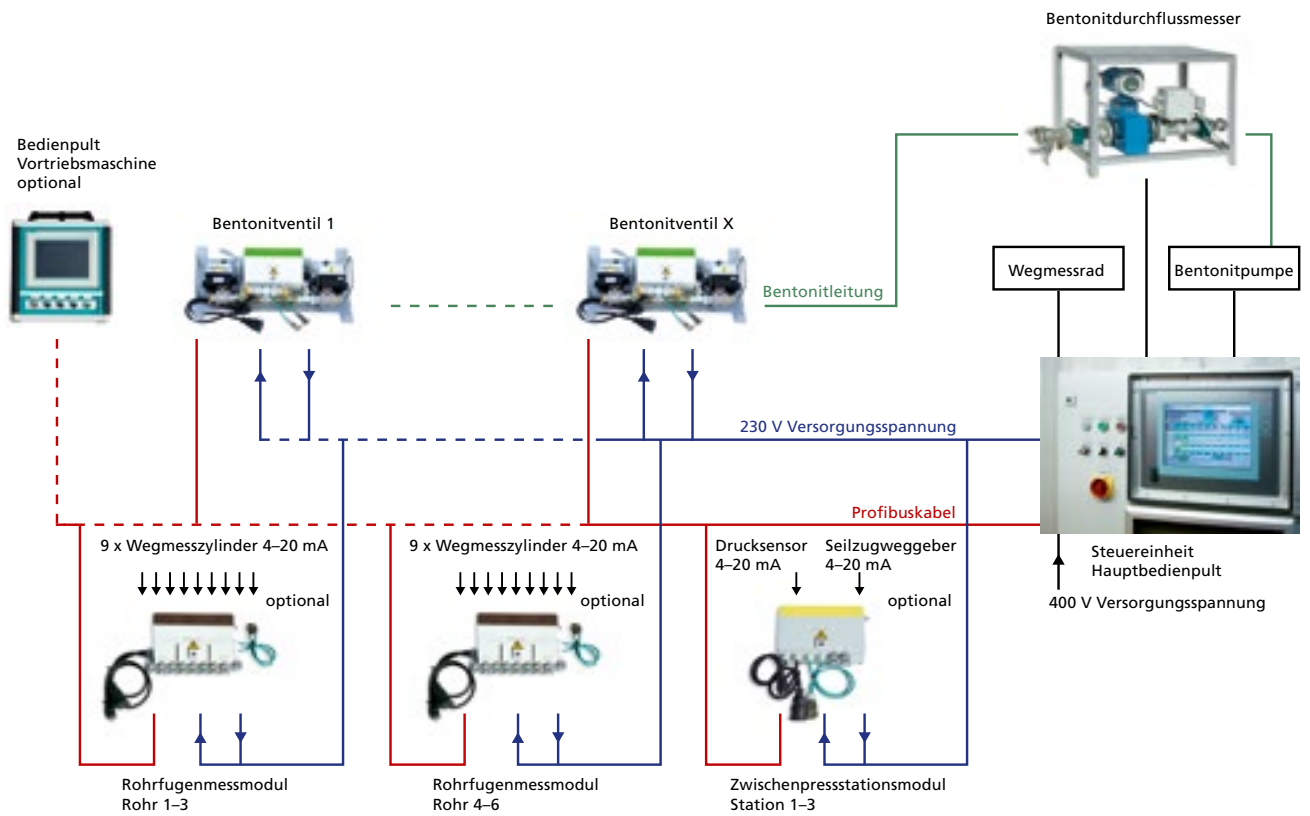 Bentonitdurchflussmesser
Bedienpult
Vortriebsmaschine
optional
Bentonitventil 1
Bentonitventil X
Bentonitleitung
Wegmessrad
Bentonitpumpe
230 V Versorgungsspannung
Profibuskabel
9 x Wegmesszylinder 4–20 mA
optional
9 x Wegmesszylinder 4–20 mA
optional
Drucksensor
4–20 mA
Seilzugweggeber
4–20 mA
optional
Steuereinheit
Hauptbedienpult
400 V Versorgungsspannung
Rohrfugenmessmodul
Rohr 1–3
Rohrfugenmessmodul
Rohr 4–6
Zwischenpressstationsmodul
Station 1–3